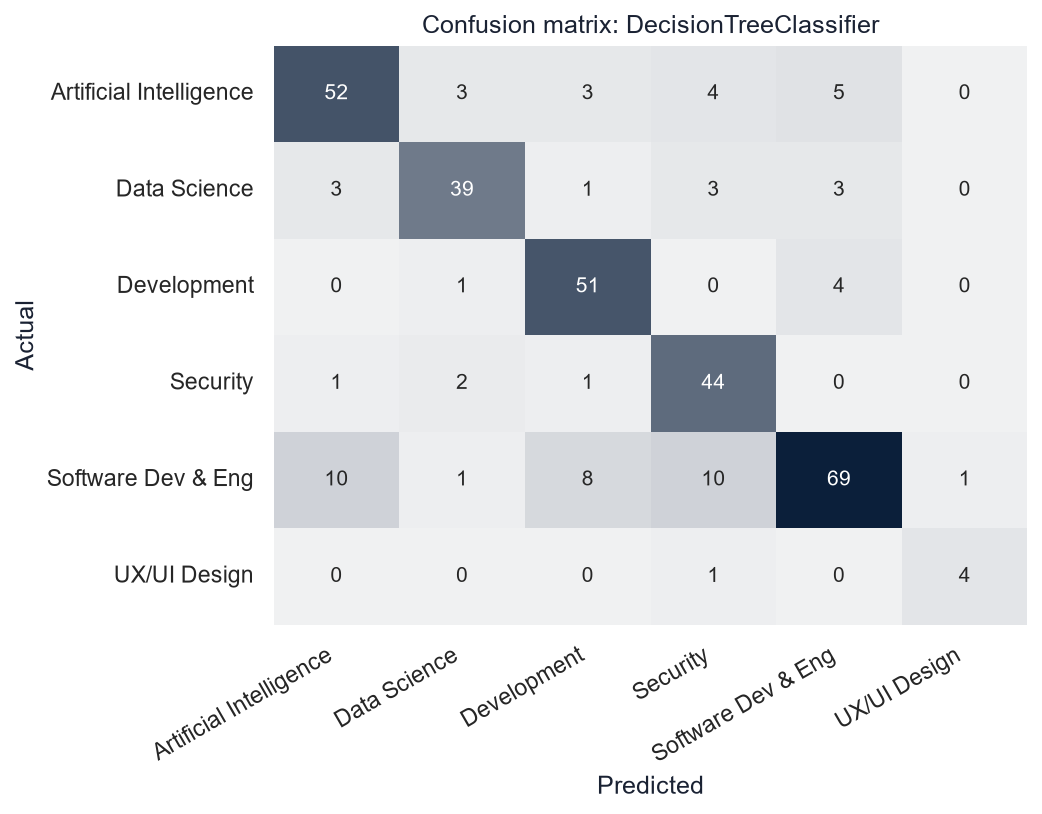 Confusion matrix: DecisionTreeClassifier
Actual
Artificial Intelligence 52 3 3 4 5 0
Data Science 3 39 1 3 3 0
Development 0 1 51 0 4 0
Security 1 2 1 44 0 0
Software Dev & Eng 10 1 8 10 69 1
UX/UI Design 0 0 0 1 0 4
Artificial Intelligence Data Science Development Security Software Dev & Eng UX/UI Design
Predicted